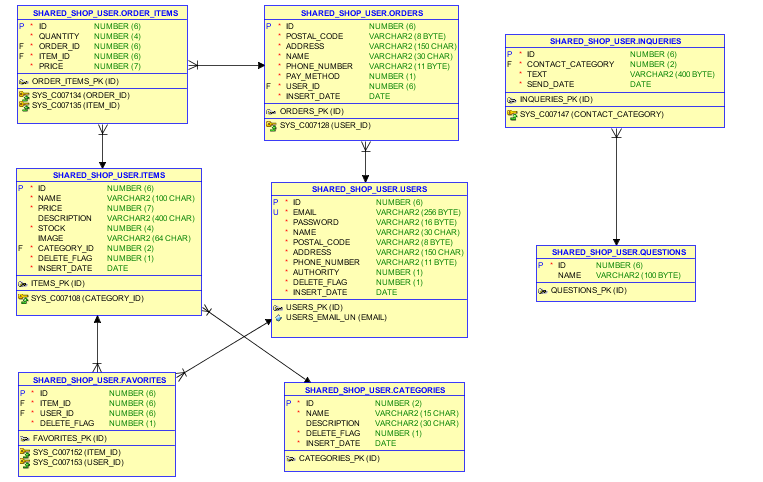 SHARED_SHOP_USER.ORDER_ITEMS
P * ID NUMBER (6)
* QUANTITY NUMBER (4)
F * ORDER_ID NUMBER (6)
F * ITEM_ID NUMBER (6)
* PRICE NUMBER (7)
ORDER_ITEMS_PK (ID)
SYS_C007134 (ORDER_ID)
SYS_C007135 (ITEM_ID)
SHARED_SHOP_USER.ORDERS
P * ID NUMBER (6)
* POSTAL_CODE VARCHAR2 (8 BYTE)
* ADDRESS VARCHAR2 (150 CHAR)
* NAME VARCHAR2 (30 CHAR)
* PHONE_NUMBER VARCHAR2 (11 BYTE)
* PAY_METHOD NUMBER (1)
F * USER_ID NUMBER (6)
* INSERT_DATE DATE
ORDERS_PK (ID)
SYS_C007128 (USER_ID)
SHARED_SHOP_USER.INQUERIES
P * ID NUMBER (6)
F * CONTACT_CATEGORY NUMBER (2)
* TEXT VARCHAR2 (400 BYTE)
* SEND_DATE DATE
INQUERIES_PK (ID)
SYS_C007147 (CONTACT_CATEGORY)
SHARED_SHOP_USER.ITEMS
P * ID NUMBER (6)
* NAME VARCHAR2 (100 CHAR)
* PRICE NUMBER (7)
DESCRIPTION VARCHAR2 (400 CHAR)
* STOCK NUMBER (4)
IMAGE VARCHAR2 (64 CHAR)
F * CATEGORY_ID NUMBER (2)
* DELETE_FLAG NUMBER (1)
* INSERT_DATE DATE
ITEMS_PK (ID)
SYS_C007108 (CATEGORY_ID)
SHARED_SHOP_USER.USERS
P * ID NUMBER (6)
U * EMAIL VARCHAR2 (256 BYTE)
* PASSWORD VARCHAR2 (16 BYTE)
* NAME VARCHAR2 (30 CHAR)
* POSTAL_CODE VARCHAR2 (8 BYTE)
* ADDRESS VARCHAR2 (150 CHAR)
* PHONE_NUMBER VARCHAR2 (11 BYTE)
* AUTHORITY NUMBER (1)
* DELETE_FLAG NUMBER (1)
* INSERT_DATE DATE
USERS_PK (ID)
USERS_EMAIL_UN (EMAIL)
SHARED_SHOP_USER.QUESTIONS
P * ID NUMBER (6)
NAME VARCHAR2 (100 BYTE)
QUESTIONS_PK (ID)
SHARED_SHOP_USER.FAVORITES
P * ID NUMBER (6)
F * ITEM_ID NUMBER (6)
F * USER_ID NUMBER (6)
* DELETE_FLAG NUMBER (1)
FAVORITES_PK (ID)
SYS_C007152 (ITEM_ID)
SYS_C007153 (USER_ID)
SHARED_SHOP_USER.CATEGORIES
P * ID NUMBER (2)
* NAME VARCHAR2 (15 CHAR)
DESCRIPTION VARCHAR2 (30 CHAR)
* DELETE_FLAG NUMBER (1)
* INSERT_DATE DATE
CATEGORIES_PK (ID)